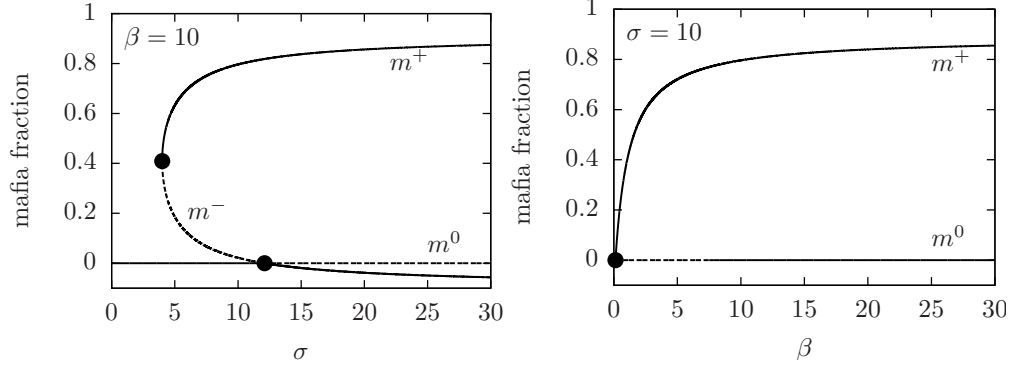 β = 10
mafia fraction
1
0.8
0.6
0.4
0.2
0
m⁺
m⁻
m⁰
0 5 10 15 20 25 30
σ
σ = 10
mafia fraction
1
0.8
0.6
0.4
0.2
0
m⁺
m⁰
0 5 10 15 20 25 30
β